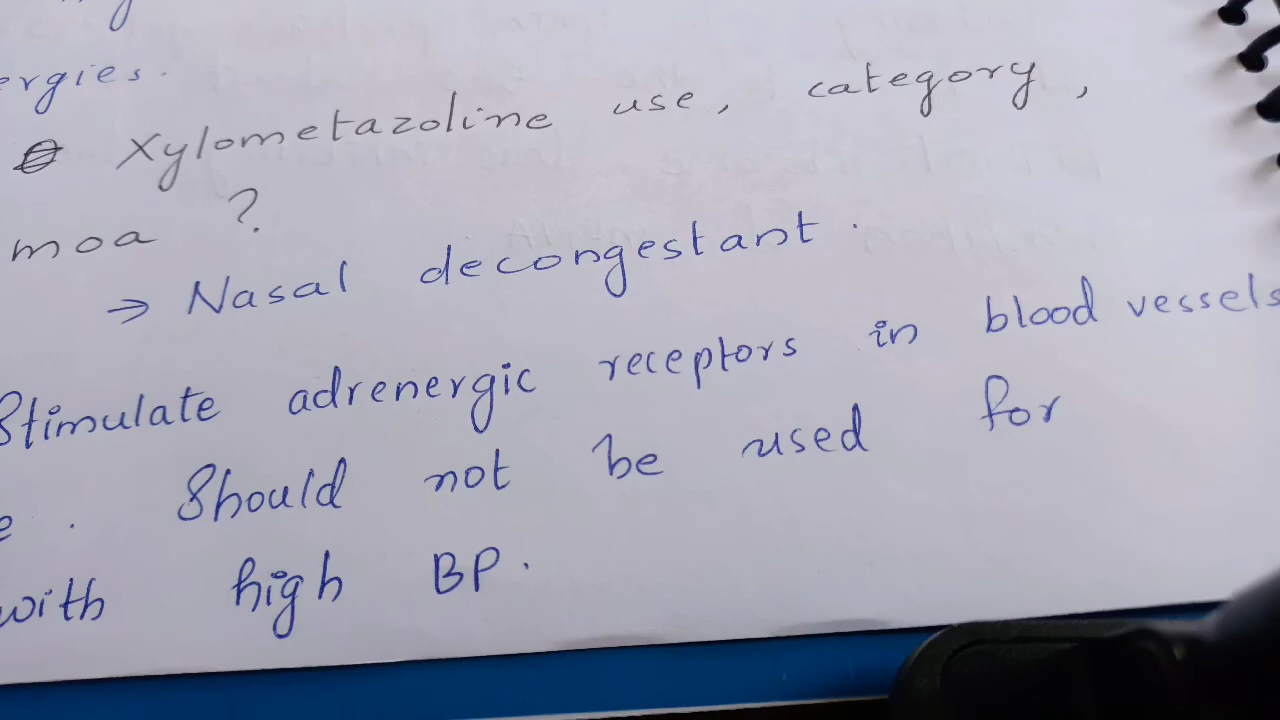 ergies.
Xylometazoline use, category,
moa ?
→ Nasal decongestant.
Stimulate adrenergic receptors in blood vessels
e. Should not be used for
with high BP.